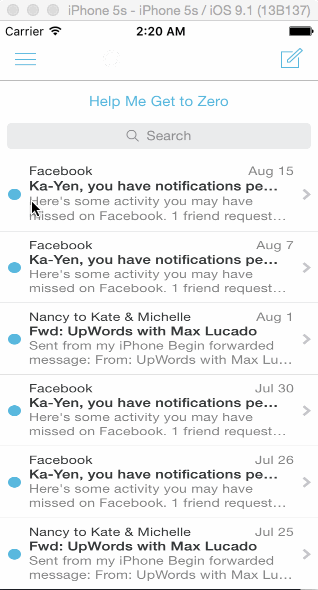 iPhone 5s - iPhone 5s / iOS 9.1 (13B137)
Carrier 2:20 AM
Help Me Get to Zero
Search
Facebook Aug 15
Ka-Yen, you have notifications pe...
Here's some activity you may have
missed on Facebook. 1 friend request...
Facebook Aug 7
Ka-Yen, you have notifications pe...
Here's some activity you may have
missed on Facebook. 1 friend request...
Nancy to Kate & Michelle Aug 1
Fwd: UpWords with Max Lucado
Sent from my iPhone Begin forwarded
message: From: UpWords with Max Lu...
Facebook Jul 30
Ka-Yen, you have notifications pe...
Here's some activity you may have
missed on Facebook. 1 friend request...
Facebook Jul 26
Ka-Yen, you have notifications pe...
Here's some activity you may have
missed on Facebook. 1 friend request...
Nancy to Kate & Michelle Jul 25
Fwd: UpWords with Max Lucado
Sent from my iPhone Begin forwarded
message: From: UpWords with Max Lu...